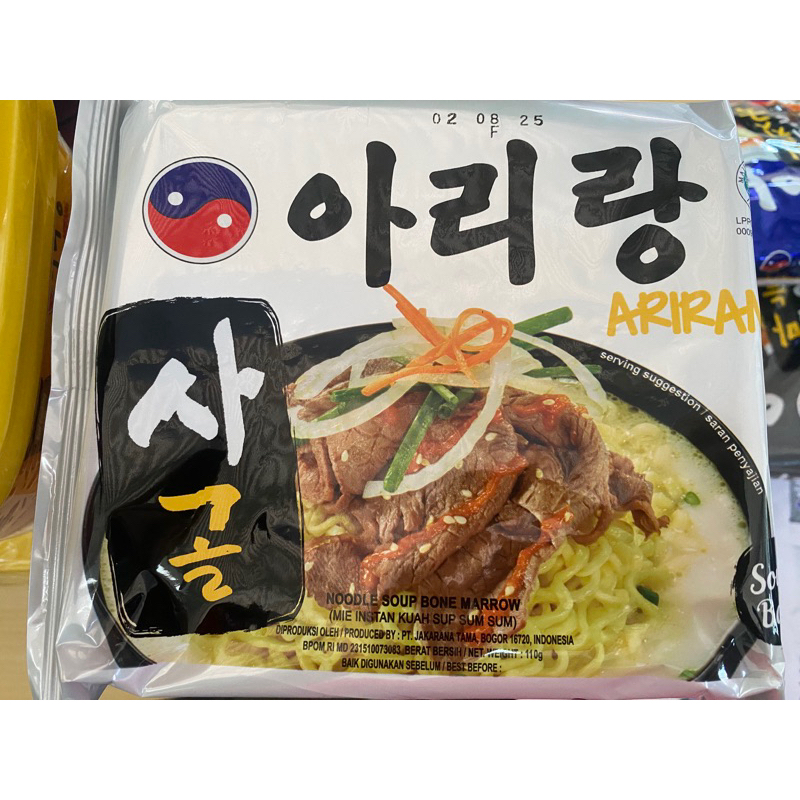 02 08 25
F
아리랑
사골
serving suggestion / saran penyajian
NOODLE SOUP BONE MARROW
(MIE INSTAN KUAH SUP SUM SUM)
DIPRODUKSI OLEH / PRODUCED BY : PT. JAKARANA TAMA, BOGOR 16720, INDONESIA
BPOM RI MD 231510073083 BERAT BERSIH / NET. WEIGHT : 110g
BAIK DIGUNAKAN SEBELUM / BEST BEFORE :